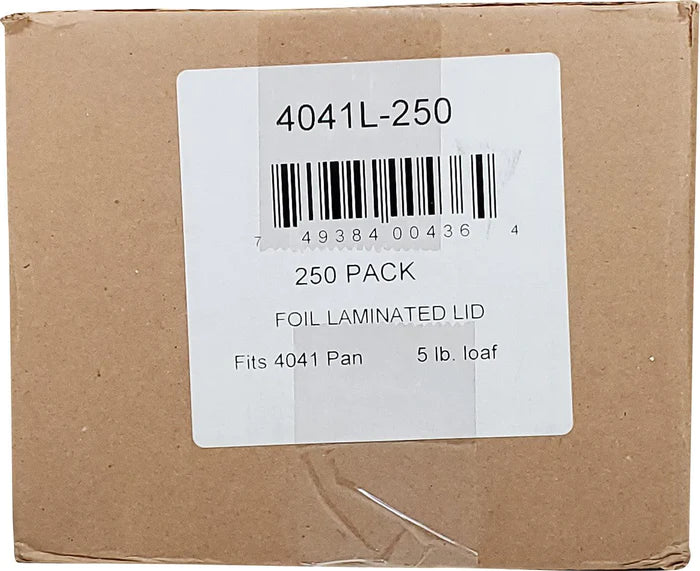 4041L-250
7 49384 00436 4
250 PACK
FOIL LAMINATED LID
Fits 4041 Pan 5 lb. loaf